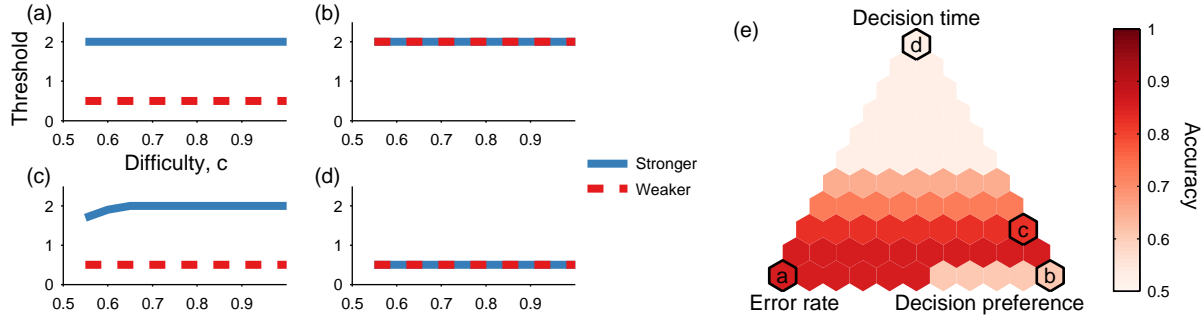 (a)
Threshold
2
1
0
0.5 0.6 0.7 0.8 0.9
Difficulty, c
(b)
2
1
0
0.5 0.6 0.7 0.8 0.9
(c)
2
1
0
0.5 0.6 0.7 0.8 0.9
(d)
2
1
0
0.5 0.6 0.7 0.8 0.9
Stronger
Weaker
(e)
Decision time
d
c
a
b
Error rate
Decision preference
1
0.9
0.8
0.7
0.6
0.5
Accuracy